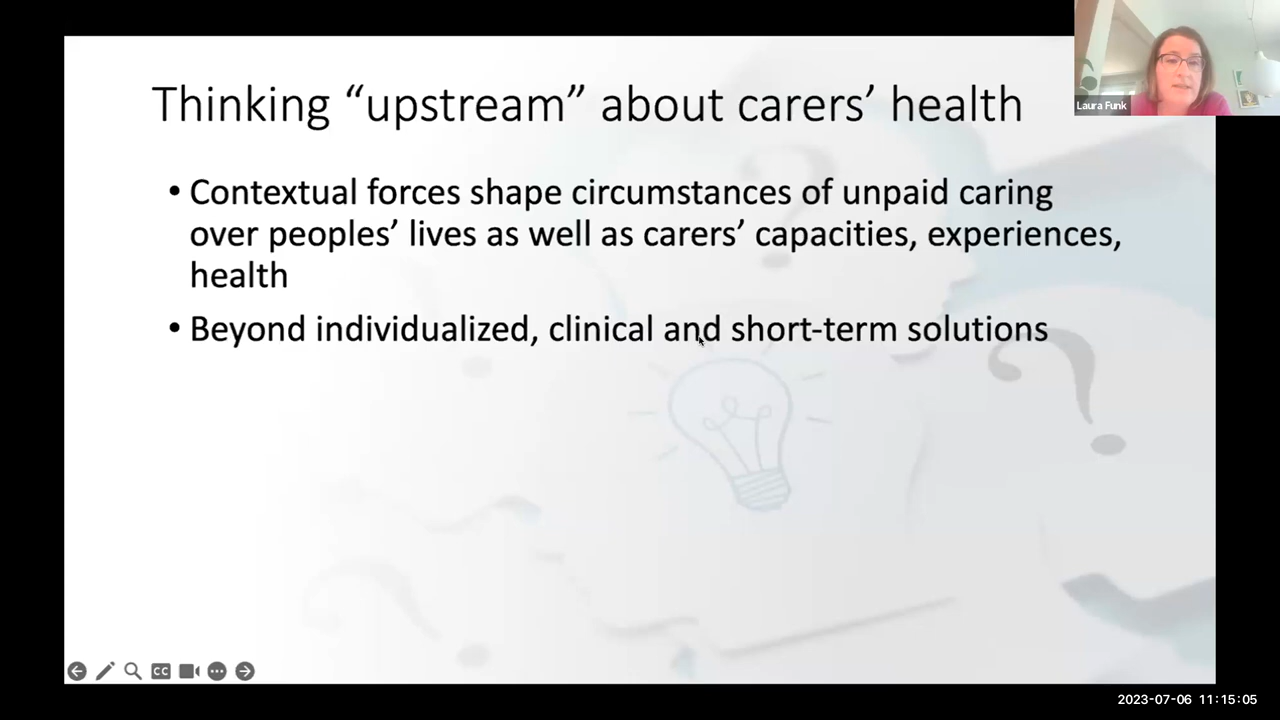 Thinking “upstream” about carers’ health
Laura Funk
• Contextual forces shape circumstances of unpaid caring
over peoples’ lives as well as carers’ capacities, experiences,
health
• Beyond individualized, clinical and short-term solutions
CC
2023-07-06 11:15:05